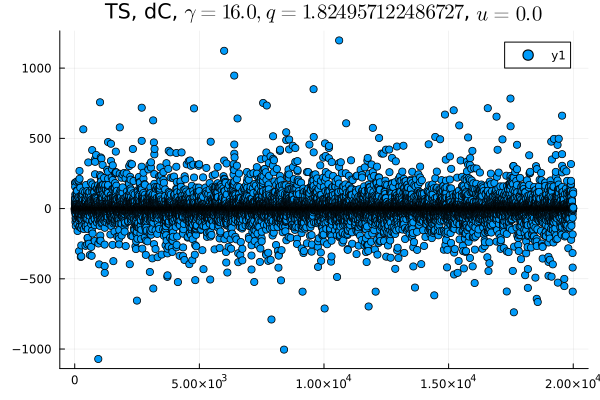 TS, dC, γ = 16.0, q = 1.824957122486727, u = 0.0
y1
1000
500
0
−500
−1000
0 5.00×10³ 1.00×10⁴ 1.50×10⁴ 2.00×10⁴